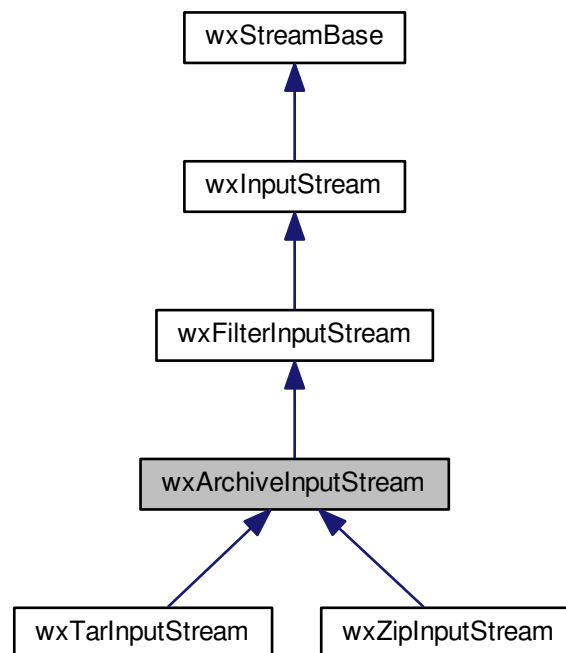 wxStreamBase
wxInputStream
wxFilterInputStream
wxArchiveInputStream
wxTarInputStream
wxZipInputStream